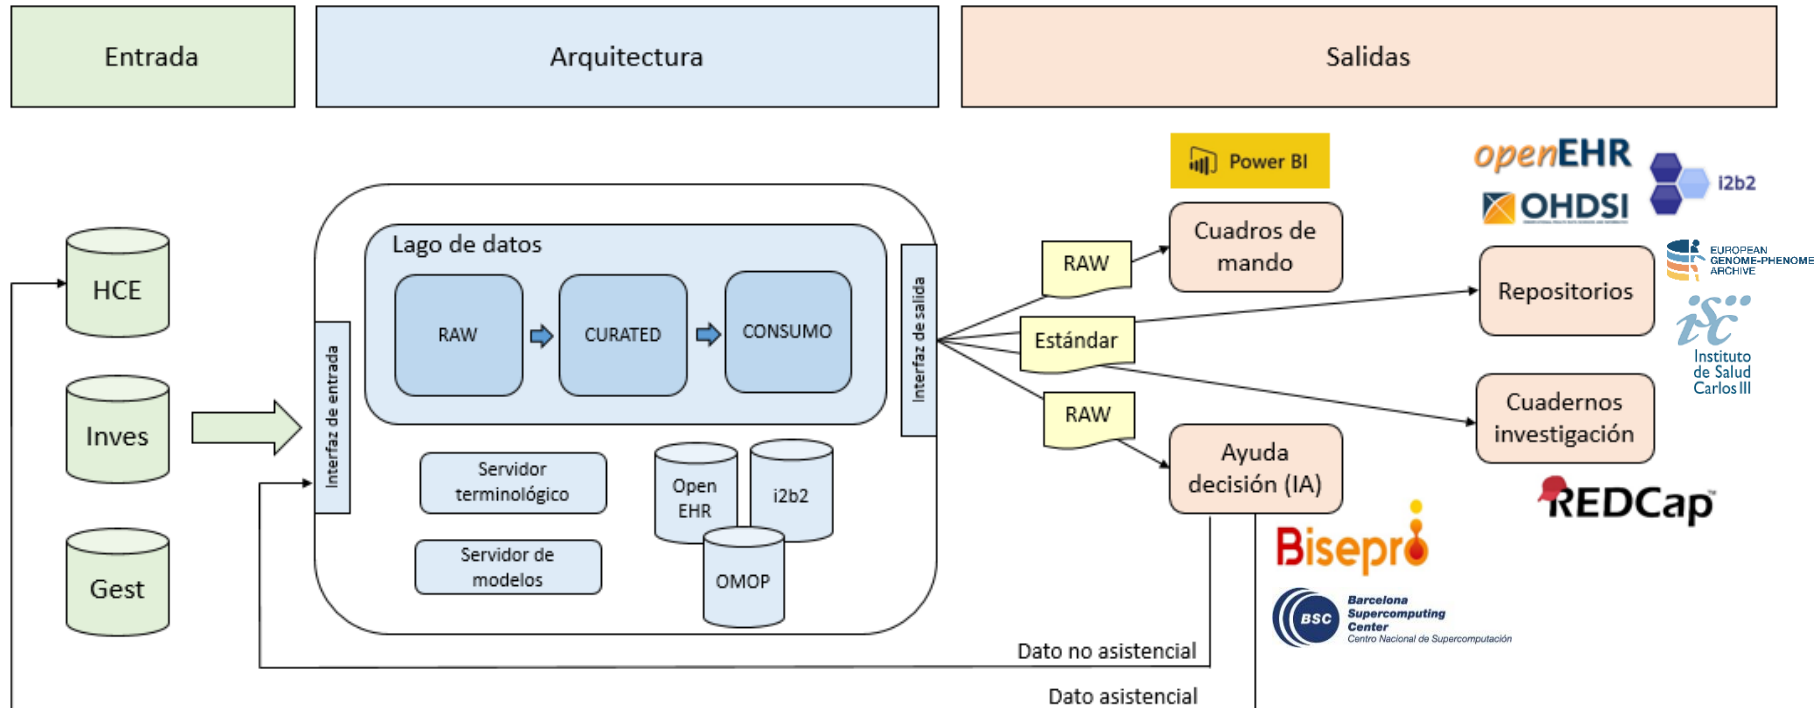 Entrada
Arquitectura
Salidas
HCE
Inves
Gest
Interfaz de entrada
Lago de datos
RAW
CURATED
CONSUMO
Servidor
terminológico
Servidor de
modelos
Open
EHR
i2b2
OMOP
Interfaz de salida
RAW
Estándar
RAW
Power BI
Cuadros de
mando
openEHR
OHDSI
i2b2
Repositorios
EUROPEAN
GENOME-PHENOME
ARCHIVE
isciii
Instituto
de Salud
Carlos III
Cuadernos
investigación
REDCap
Ayuda
decisión (IA)
Bisepro
BSC
Barcelona
Supercomputing
Center
Centro Nacional de Supercomputación
Dato no asistencial
Dato asistencial